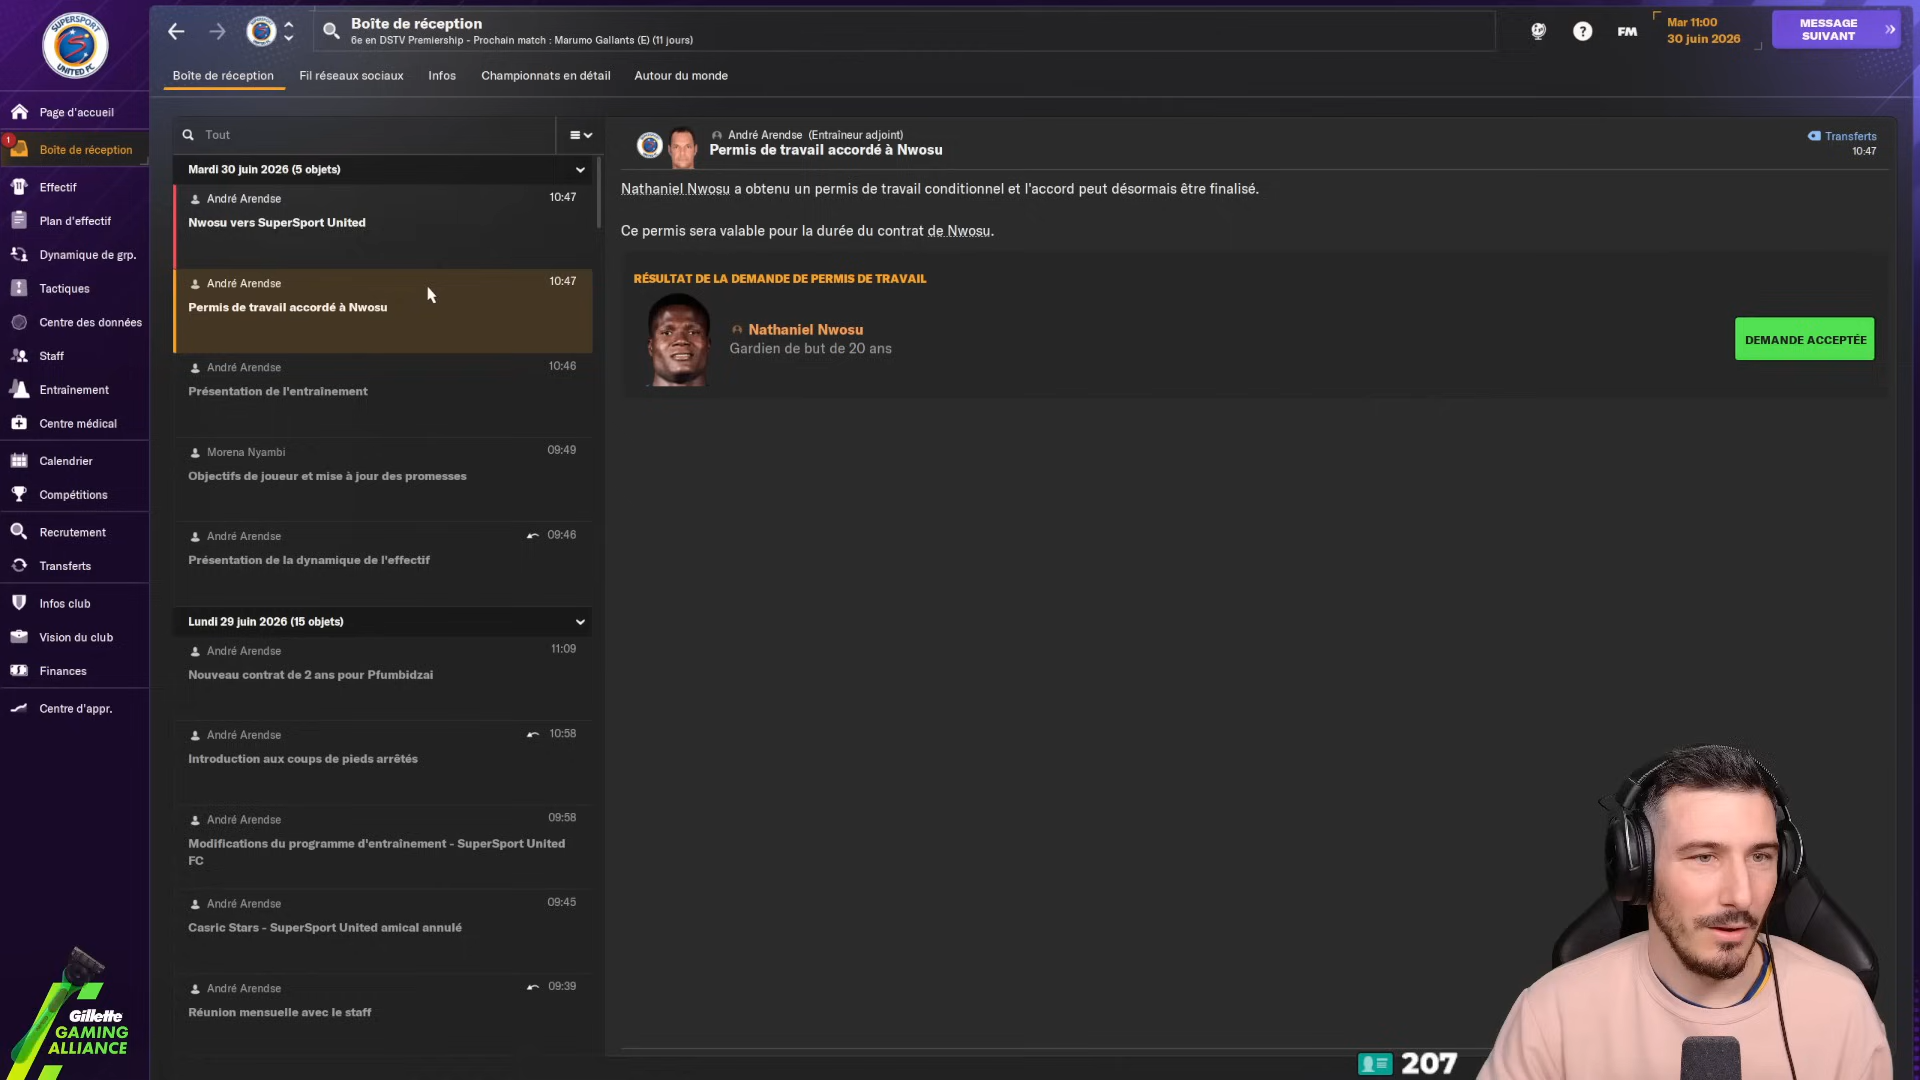 SUPERSPORT
UNITED FC
Boîte de réception
6e en DSTV Premiership - Prochain match : Marumo Gallants (E) (11 jours)
FM
Mar 11:00
30 juin 2026
MESSAGE
SUIVANT
Boîte de réception
Fil réseaux sociaux
Infos
Championnats en détail
Autour du monde
Page d'accueil
1
Boîte de réception
Effectif
Plan d'effectif
Dynamique de grp.
Tactiques
Centre des données
Staff
Entraînement
Centre médical
Calendrier
Compétitions
Recrutement
Transferts
Infos club
Vision du club
Finances
Centre d'appr.
Gillette
GAMING
ALLIANCE
Tout
Mardi 30 juin 2026 (5 objets)
André Arendse 10:47
Nwosu vers SuperSport United
André Arendse 10:47
Permis de travail accordé à Nwosu
André Arendse 10:46
Présentation de l'entraînement
Morena Nyambi 09:49
Objectifs de joueur et mise à jour des promesses
André Arendse 09:46
Présentation de la dynamique de l'effectif
Lundi 29 juin 2026 (15 objets)
André Arendse 11:09
Nouveau contrat de 2 ans pour Pfumbidzai
André Arendse 10:58
Introduction aux coups de pieds arrêtés
André Arendse 09:58
Modifications du programme d'entraînement - SuperSport United
FC
André Arendse 09:45
Casric Stars - SuperSport United amical annulé
André Arendse 09:39
Réunion mensuelle avec le staff
André Arendse (Entraîneur adjoint)
Permis de travail accordé à Nwosu
Transferts
10:47
Nathaniel Nwosu a obtenu un permis de travail conditionnel et l'accord peut désormais être finalisé.
Ce permis sera valable pour la durée du contrat de Nwosu.
RÉSULTAT DE LA DEMANDE DE PERMIS DE TRAVAIL
Nathaniel Nwosu
Gardien de but de 20 ans
DEMANDE ACCEPTÉE
207